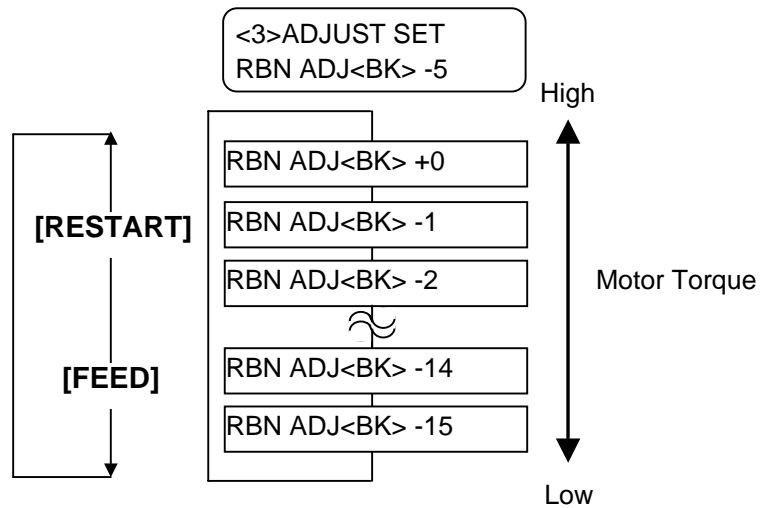 <3>ADJUST SET
RBN ADJ<BK> -5
High
RBN ADJ<BK> +0
[RESTART]
RBN ADJ<BK> -1
RBN ADJ<BK> -2
Motor Torque
[FEED]
RBN ADJ<BK> -14
RBN ADJ<BK> -15
Low